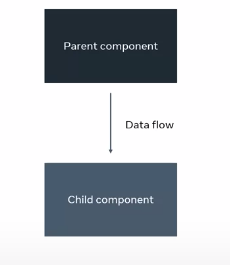 Parent component
Data flow
Child component